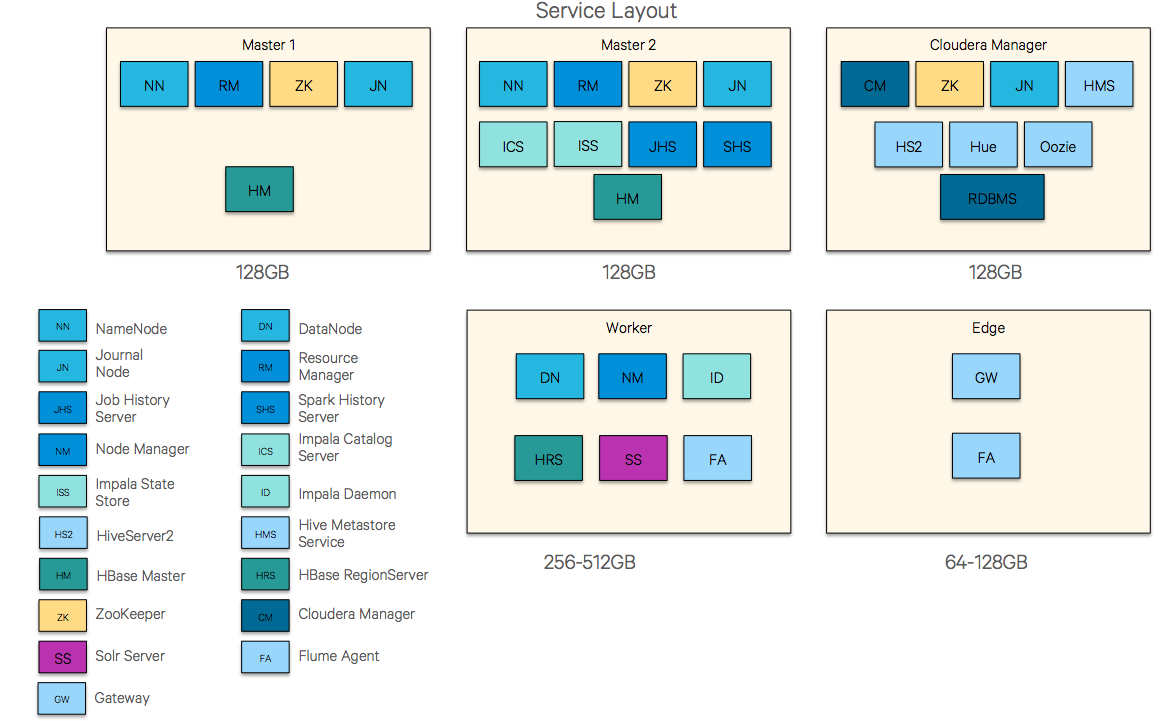 Service Layout
Master 1
NN
RM
ZK
JN
HM
128GB
Master 2
NN
RM
ZK
JN
ICS
ISS
JHS
SHS
HM
128GB
Cloudera Manager
CM
ZK
JN
HMS
HS2
Hue
Oozie
RDBMS
128GB
NN
NameNode
DN
DataNode
JN
Journal
Node
RM
Resource
Manager
JHS
Job History
Server
SHS
Spark History
Server
NM
Node Manager
ICS
Impala Catalog
Server
ISS
Impala State
Store
ID
Impala Daemon
HS2
HiveServer2
HMS
Hive Metastore
Service
HM
HBase Master
HRS
HBase RegionServer
ZK
ZooKeeper
CM
Cloudera Manager
SS
Solr Server
FA
Flume Agent
GW
Gateway
Worker
DN
NM
ID
HRS
SS
FA
256-512GB
Edge
GW
FA
64-128GB